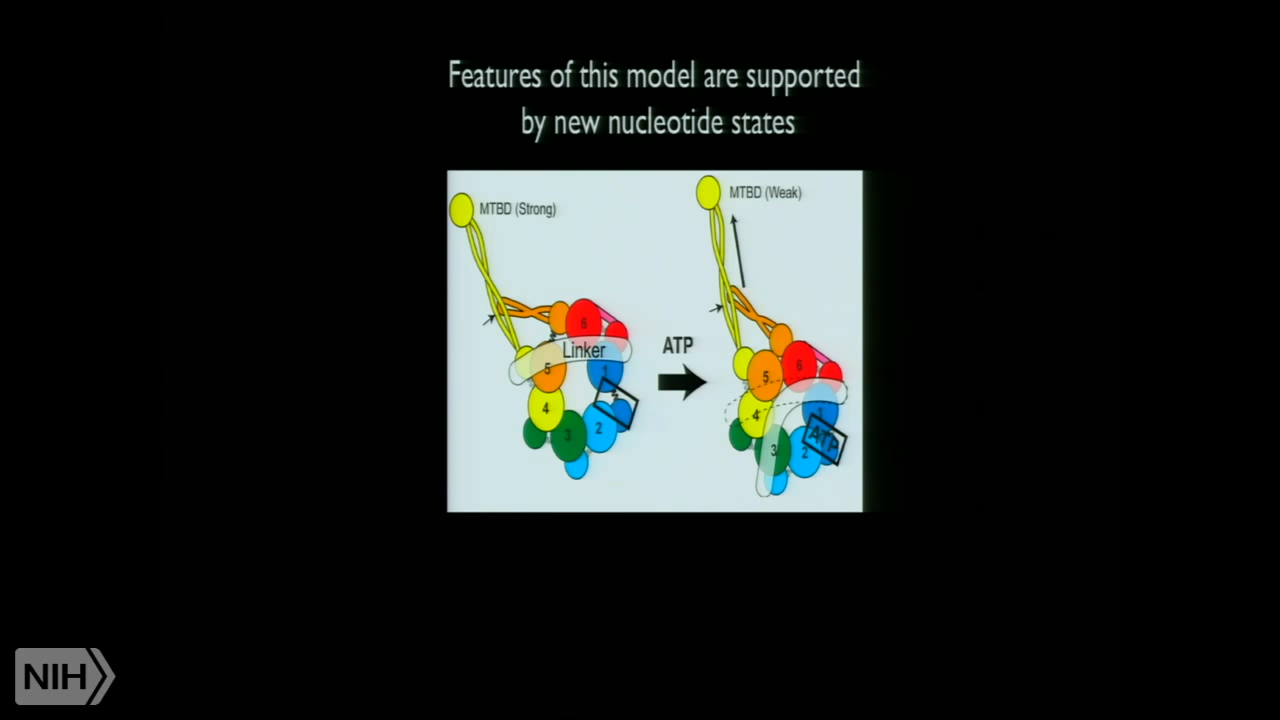 Features of this model are supported
by new nucleotide states
MTBD (Strong)
MTBD (Weak)
6
Linker
5
1
4
3
2
ATP
6
5
4
1
3
2
ATP
NIH